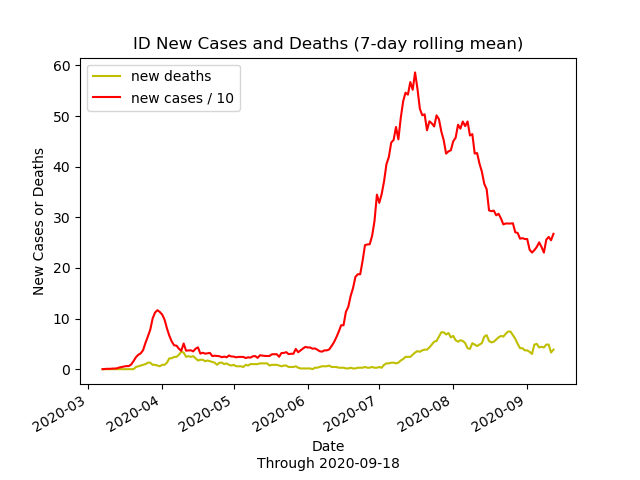 ID New Cases and Deaths (7-day rolling mean)
new deaths
new cases / 10
60
50
40
30
20
10
0
New Cases or Deaths
2020-03
2020-04
2020-05
2020-06
2020-07
2020-08
2020-09
Date
Through 2020-09-18